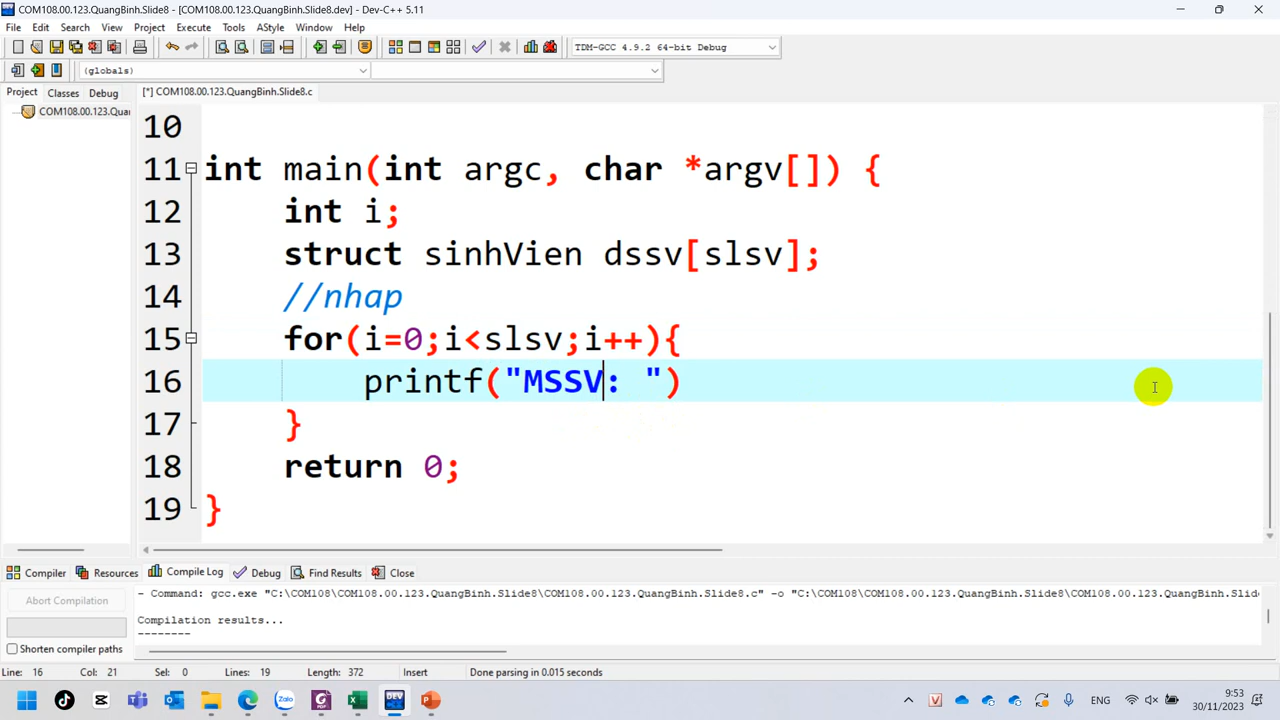 COM108.00.123.QuangBinh.Slide8 - [COM108.00.123.QuangBinh.Slide8.dev] - Dev-C++ 5.11
File Edit Search View Project Execute Tools AStyle Window Help
TDM-GCC 4.9.2 64-bit Debug
(globals)
Project Classes Debug [*] COM108.00.123.QuangBinh.Slide8.c
COM108.00.123.Qua
10
11 int main(int argc, char *argv[]) {
12 int i;
13 struct sinhVien dssv[slsv];
14 //nhap
15 for(i=0;i<slsv;i++){
16 printf("MSSV: ")
17 }
18 return 0;
19 }
Compiler Resources Compile Log Debug Find Results Close
Abort Compilation
- Command: gcc.exe "C:\COM108\COM108.00.123.QuangBinh.Slide8\COM108.00.123.QuangBinh.Slide8.c" -o "C:\COM108\COM108.00.123.QuangBinh.Slide8\COM108.00.123.QuangBinh.Slide
Compilation results...
--------
Shorten compiler paths
Line: 16 Col: 21 Sel: 0 Lines: 19 Length: 372 Insert Done parsing in 0.015 seconds
Zalo
DEV
ENG
9:53
30/11/2023